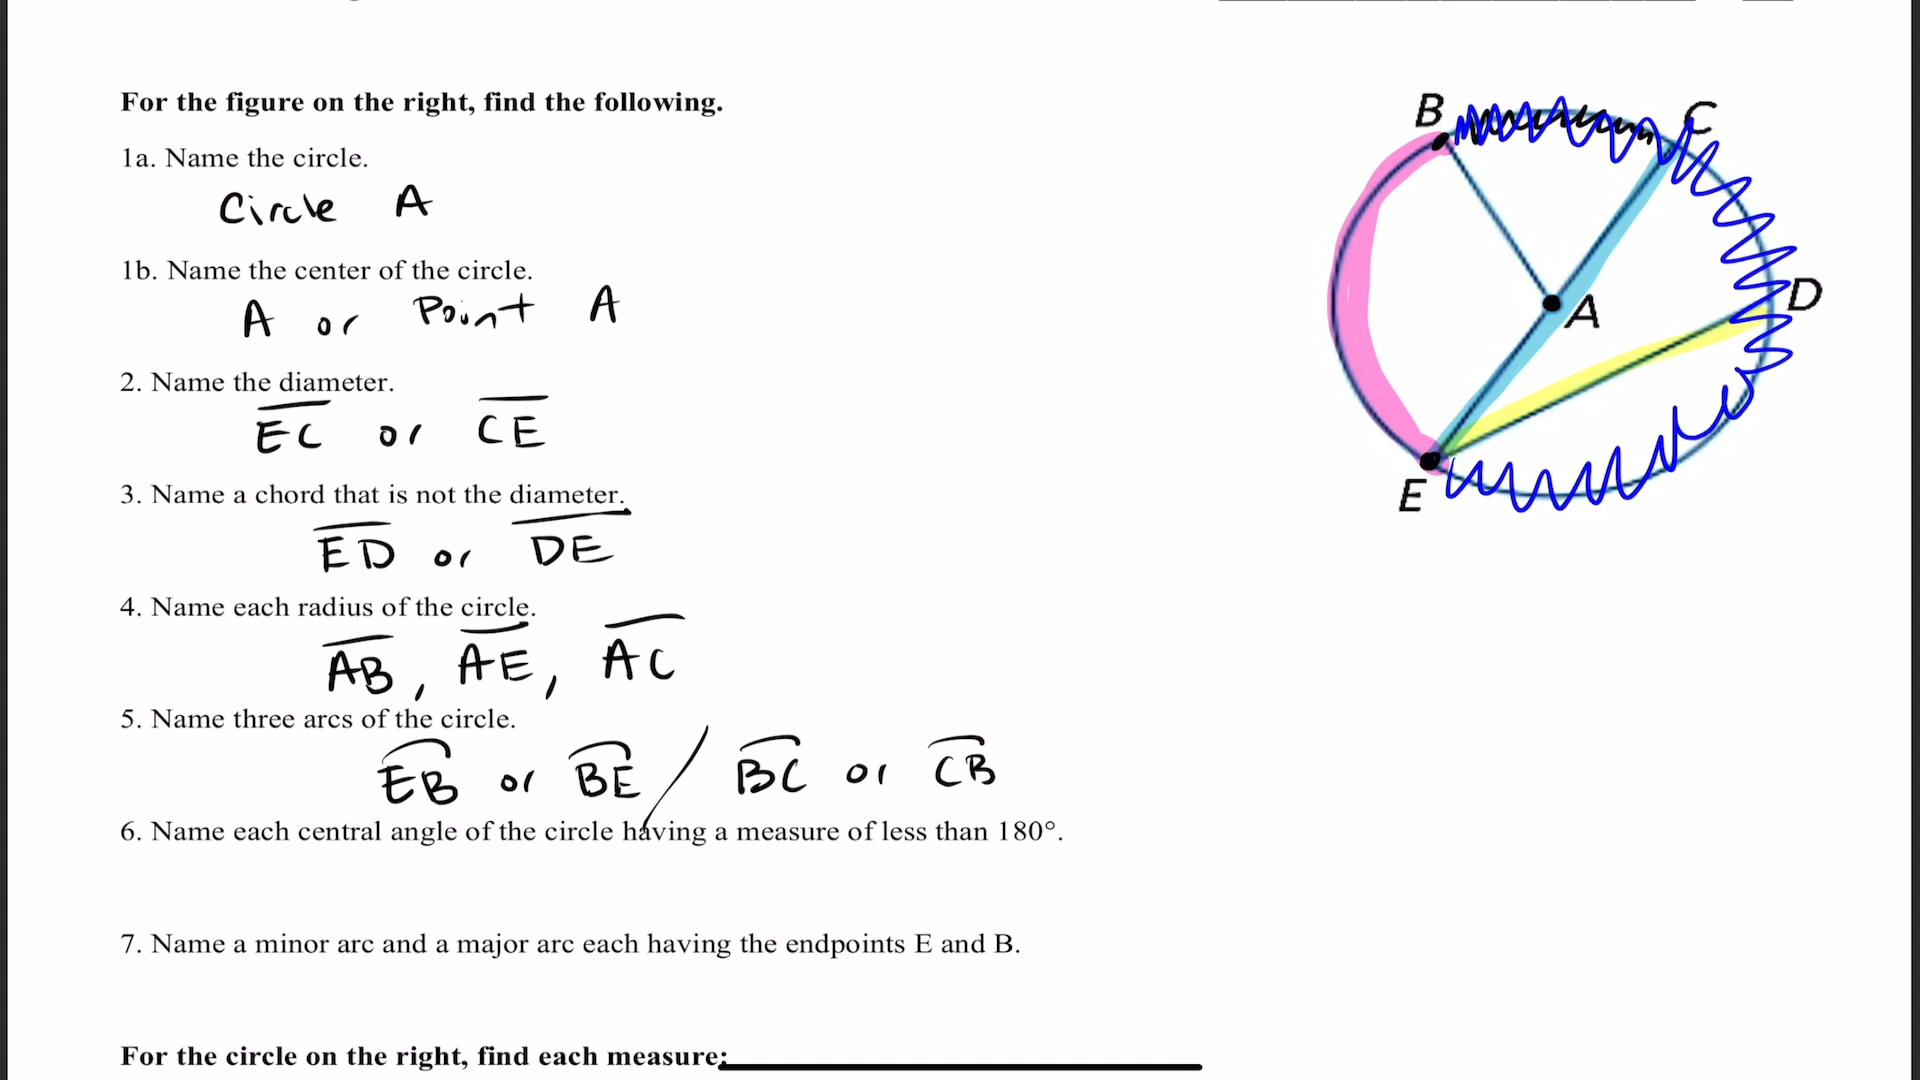 For the figure on the right, find the following.
1a. Name the circle.
Circle A
1b. Name the center of the circle.
A or Point A
2. Name the diameter.
EC or CE
3. Name a chord that is not the diameter.
ED or DE
4. Name each radius of the circle.
AB, AE, AC
5. Name three arcs of the circle.
EB or BE / BC or CB
6. Name each central angle of the circle having a measure of less than 180°.
7. Name a minor arc and a major arc each having the endpoints E and B.
For the circle on the right, find each measure:
B
C
D
A
E